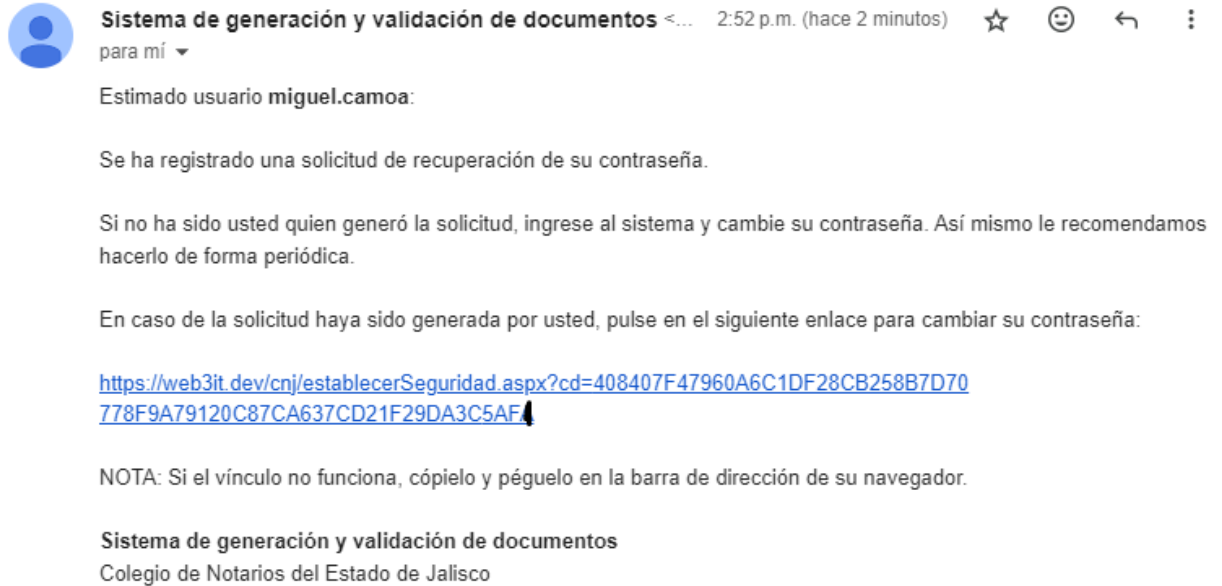 Sistema de generación y validación de documentos <... 2:52 p.m. (hace 2 minutos)
para mí
Estimado usuario miguel.camoa:
Se ha registrado una solicitud de recuperación de su contraseña.
Si no ha sido usted quien generó la solicitud, ingrese al sistema y cambie su contraseña. Así mismo le recomendamos
hacerlo de forma periódica.
En caso de la solicitud haya sido generada por usted, pulse en el siguiente enlace para cambiar su contraseña:
https://web3it.dev/cnj/establecerSeguridad.aspx?cd=408407F47960A6C1DF28CB258B7D70
778F9A79120C87CA637CD21F29DA3C5AF
NOTA: Si el vínculo no funciona, cópielo y péguelo en la barra de dirección de su navegador.
Sistema de generación y validación de documentos
Colegio de Notarios del Estado de Jalisco